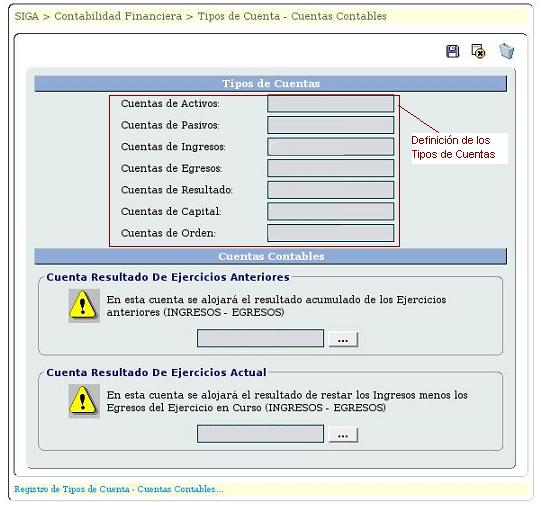 SIGA > Contabilidad Financiera > Tipos de Cuenta - Cuentas Contables
Tipos de Cuentas
Cuentas de Activos:
Cuentas de Pasivos:
Cuentas de Ingresos:
Cuentas de Egresos:
Cuentas de Resultado:
Cuentas de Capital:
Cuentas de Orden:
Definición de los
Tipos de Cuentas
Cuentas Contables
Cuenta Resultado De Ejercicios Anteriores
En esta cuenta se alojará el resultado acumulado de los Ejercicios
anteriores (INGRESOS - EGRESOS)
...
Cuenta Resultado De Ejercicios Actual
En esta cuenta se alojará el resultado de restar los Ingresos menos los
Egresos del Ejercicio en Curso (INGRESOS - EGRESOS)
...
Registro de Tipos de Cuenta - Cuentas Contables...